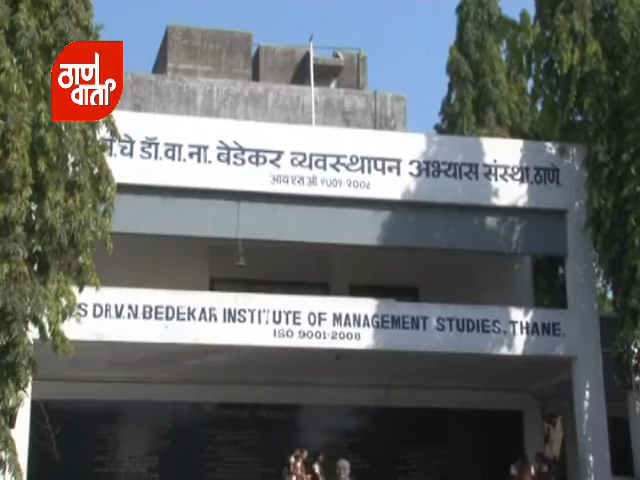 ठाणे
वार्ता
चे डॉ.वा.ना. बेडेकर व्यवस्थापन अभ्यास संस्था.ठाणे.
आय एस ओ ९००१-२००८
S DR.V.N.BEDEKAR INSTITUTE OF MANAGEMENT STUDIES, THANE.
ISO 9001-2008